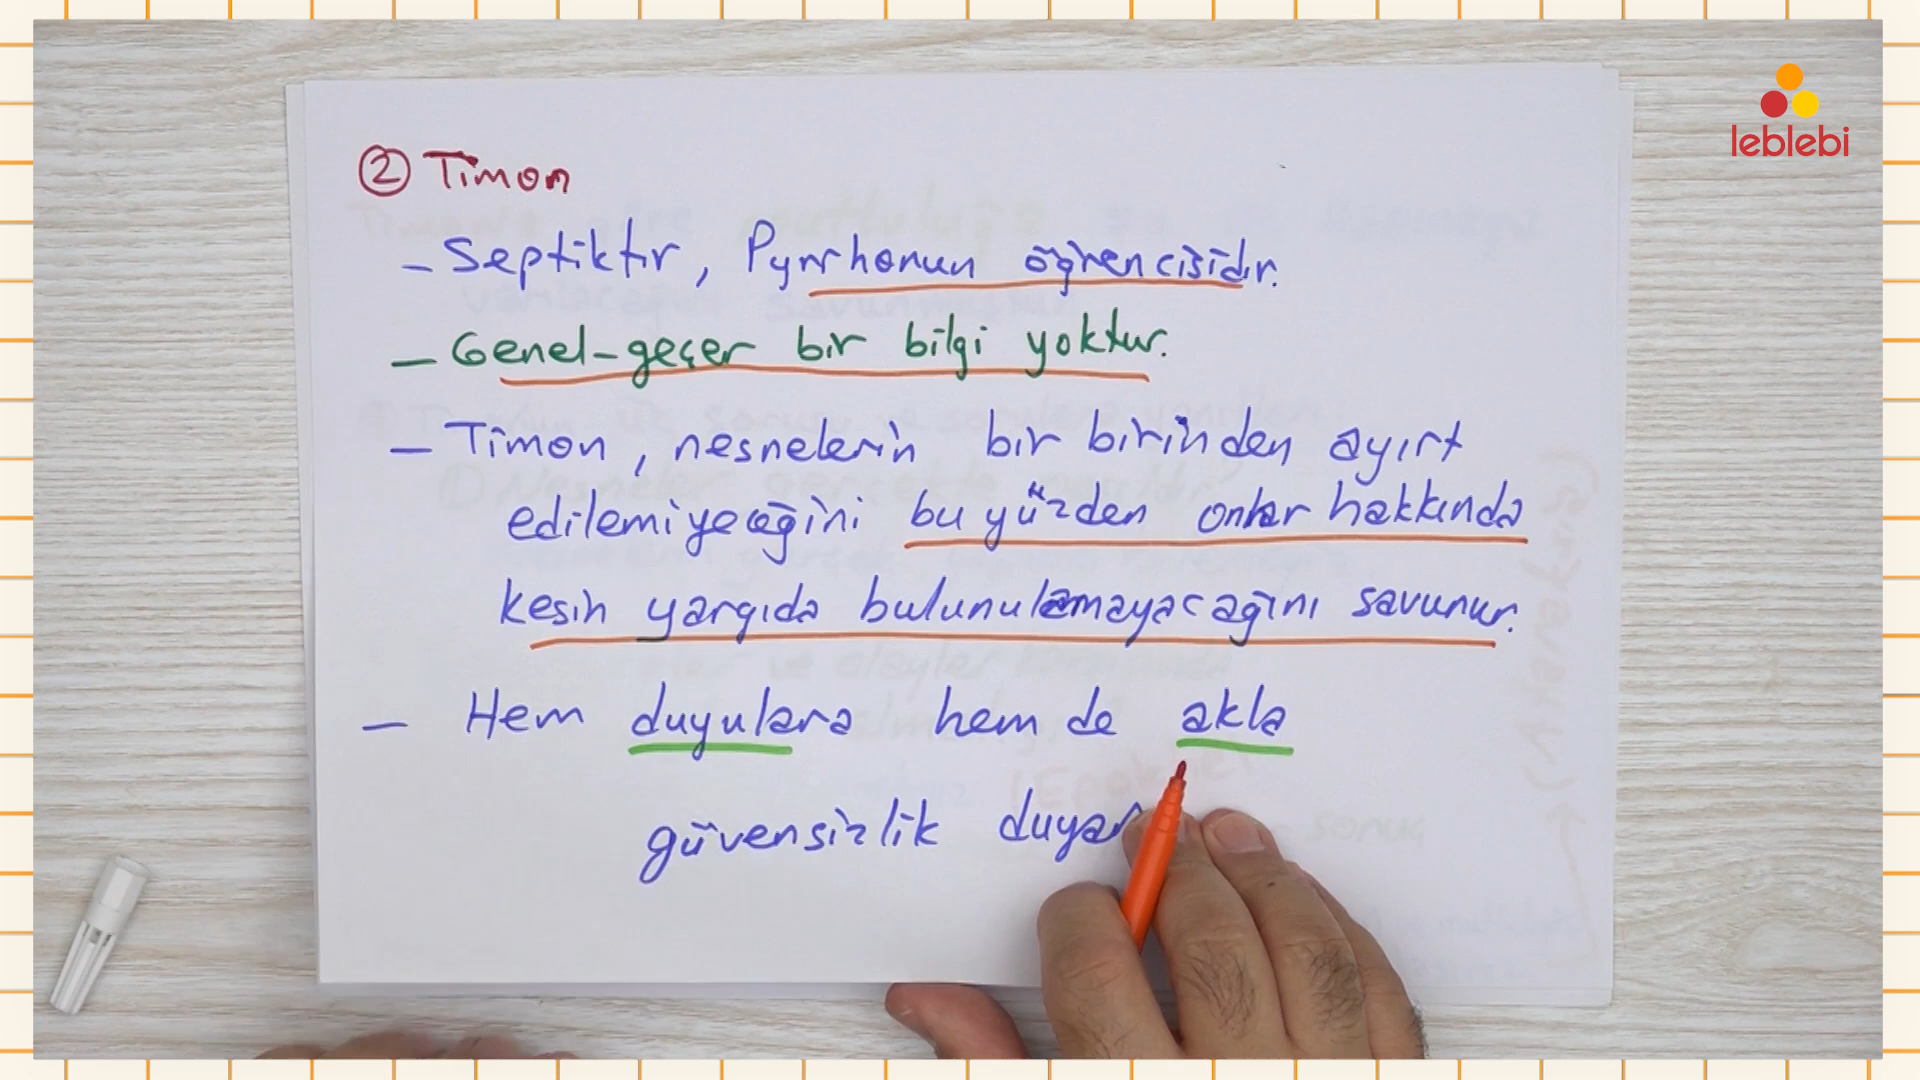 leblebi
② Timon
- Septiktir, Pyrrhonun öğrencisidir.
- Genel-geçer bir bilgi yoktur.
- Timon, nesnelerin bir birinden ayırt
edilemiyeceğini bu yüzden onlar hakkında
kesin yargıda bulunulamayacağını savunur.
- Hem duyulara hem de akla
güvensizlik duyar